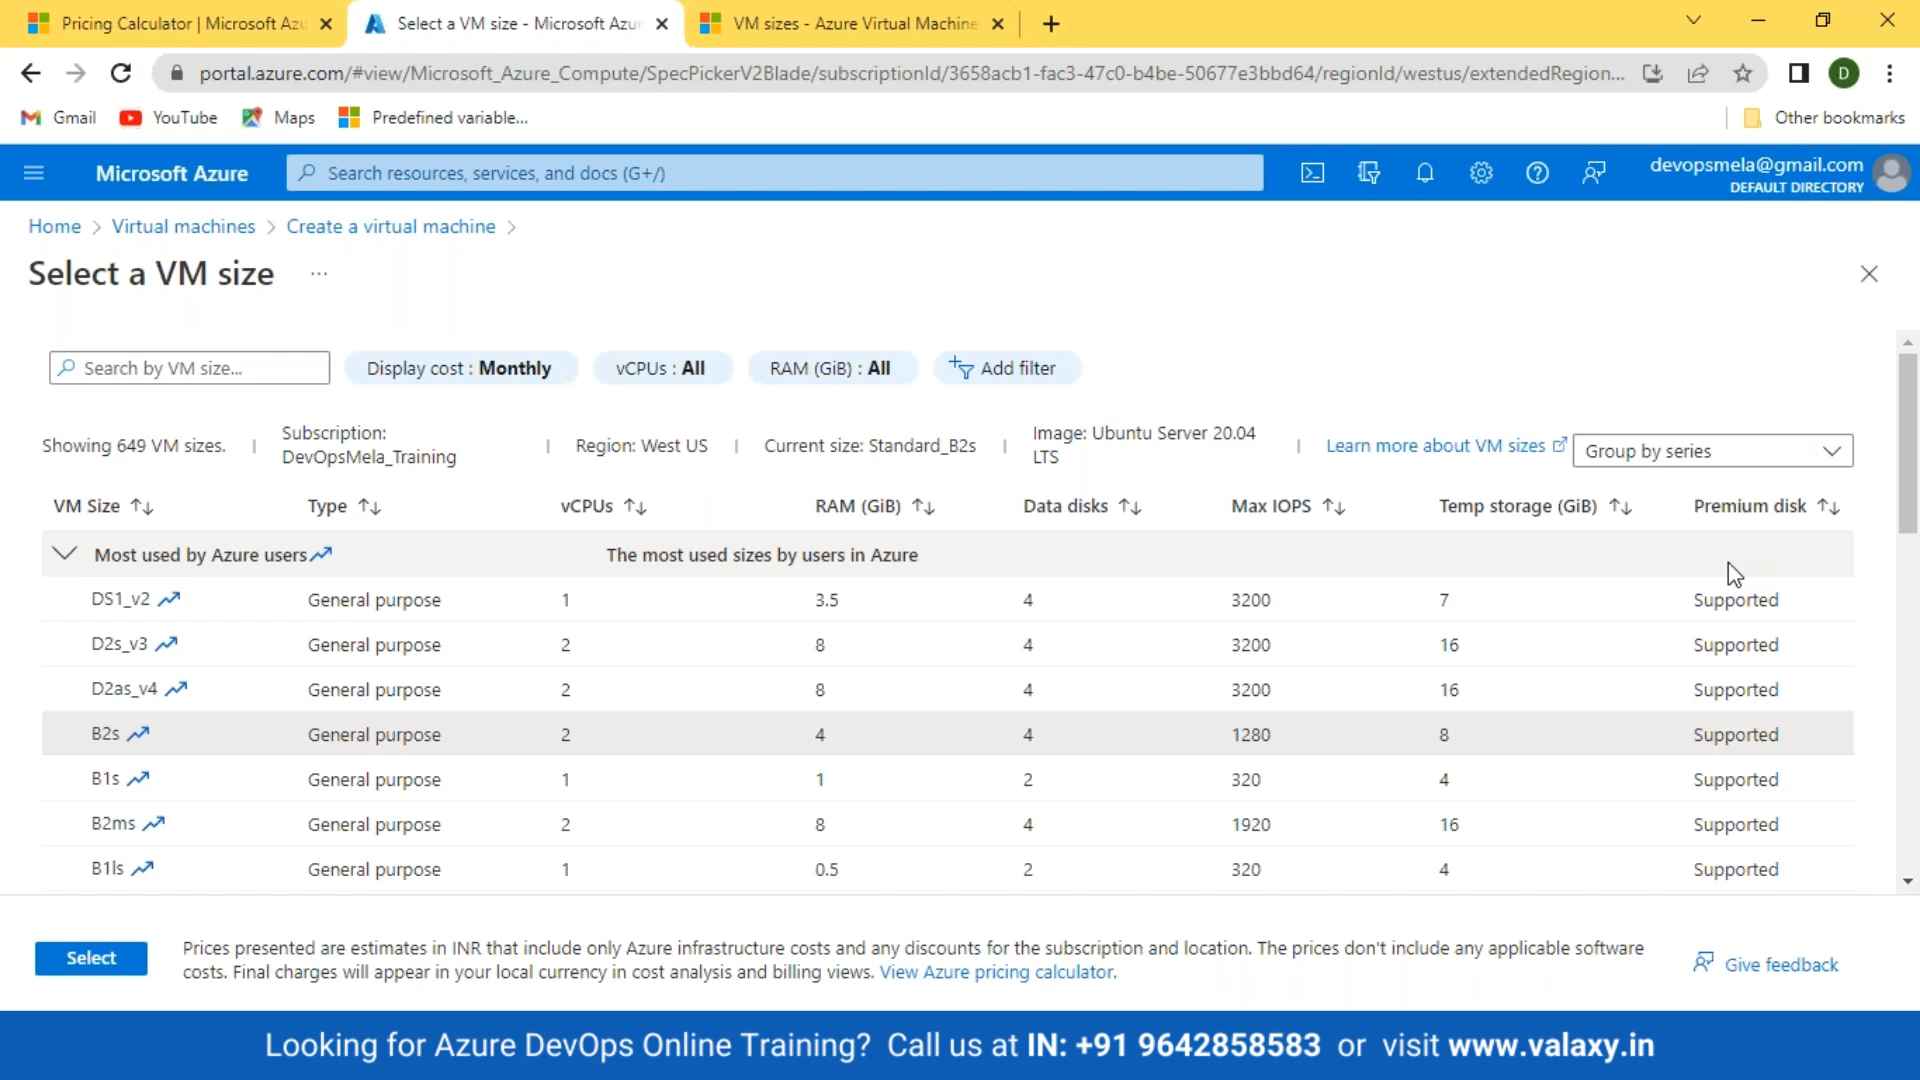 Pricing Calculator | Microsoft Azu
Select a VM size - Microsoft Azur
VM sizes - Azure Virtual Machine
portal.azure.com/#view/Microsoft_Azure_Compute/SpecPickerV2Blade/subscriptionId/3658acb1-fac3-47c0-b4be-50677e3bbd64/regionId/westus/extendedRegion...
D
Gmail
YouTube
Maps
Predefined variable...
Other bookmarks
Microsoft Azure
Search resources, services, and docs (G+/)
devopsmela@gmail.com
DEFAULT DIRECTORY
Home > Virtual machines > Create a virtual machine >
Select a VM size ...
Search by VM size...
Display cost : Monthly
vCPUs : All
RAM (GiB) : All
Add filter
Showing 649 VM sizes. |
Subscription:
DevOpsMela_Training
| Region: West US
| Current size: Standard_B2s
| Image: Ubuntu Server 20.04
LTS
| Learn more about VM sizes
Group by series
VM Size Type vCPUs RAM (GiB) Data disks Max IOPS Temp storage (GiB) Premium disk
Most used by Azure users The most used sizes by users in Azure
DS1_v2 General purpose 1 3.5 4 3200 7 Supported
D2s_v3 General purpose 2 8 4 3200 16 Supported
D2as_v4 General purpose 2 8 4 3200 16 Supported
B2s General purpose 2 4 4 1280 8 Supported
B1s General purpose 1 1 2 320 4 Supported
B2ms General purpose 2 8 4 1920 16 Supported
B1ls General purpose 1 0.5 2 320 4 Supported
Select
Prices presented are estimates in INR that include only Azure infrastructure costs and any discounts for the subscription and location. The prices don't include any applicable software
costs. Final charges will appear in your local currency in cost analysis and billing views. View Azure pricing calculator.
Give feedback
Looking for Azure DevOps Online Training? Call us at IN: +91 9642858583 or visit www.valaxy.in